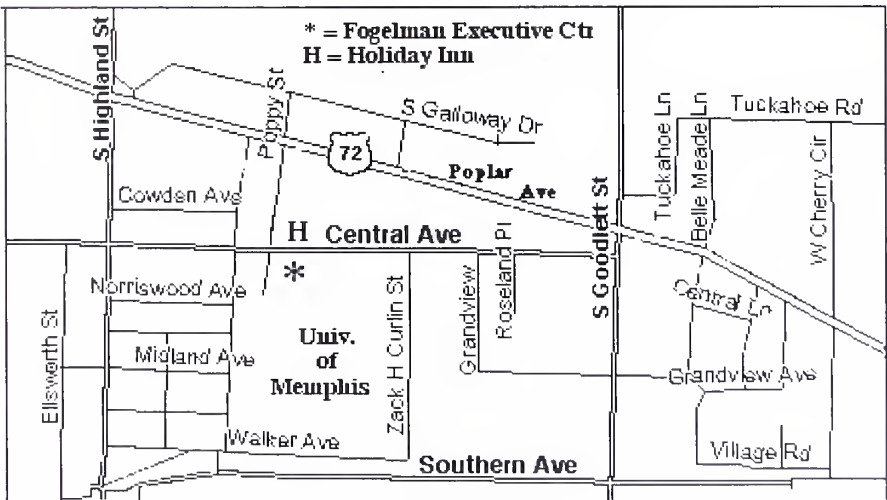 * = Fogelman Executive Ctr
H = Holiday Inn
S Highland St
Poppy St
S Galloway Dr
72
Poplar
Ave
Tuckahoe Ln
Belle Meade Ln
Tuckahoe Rd
W Cherry Cir
Cowden Ave
H
Central Ave
*
S Goodlett St
Roseland Pl
Grandview
Zack H Curlin St
Norriswood Ave
Ellsworth St
Midland Ave
Univ.
of
Memphis
Central Ln
Grandview Ave
Walker Ave
Village Rd
Southern Ave